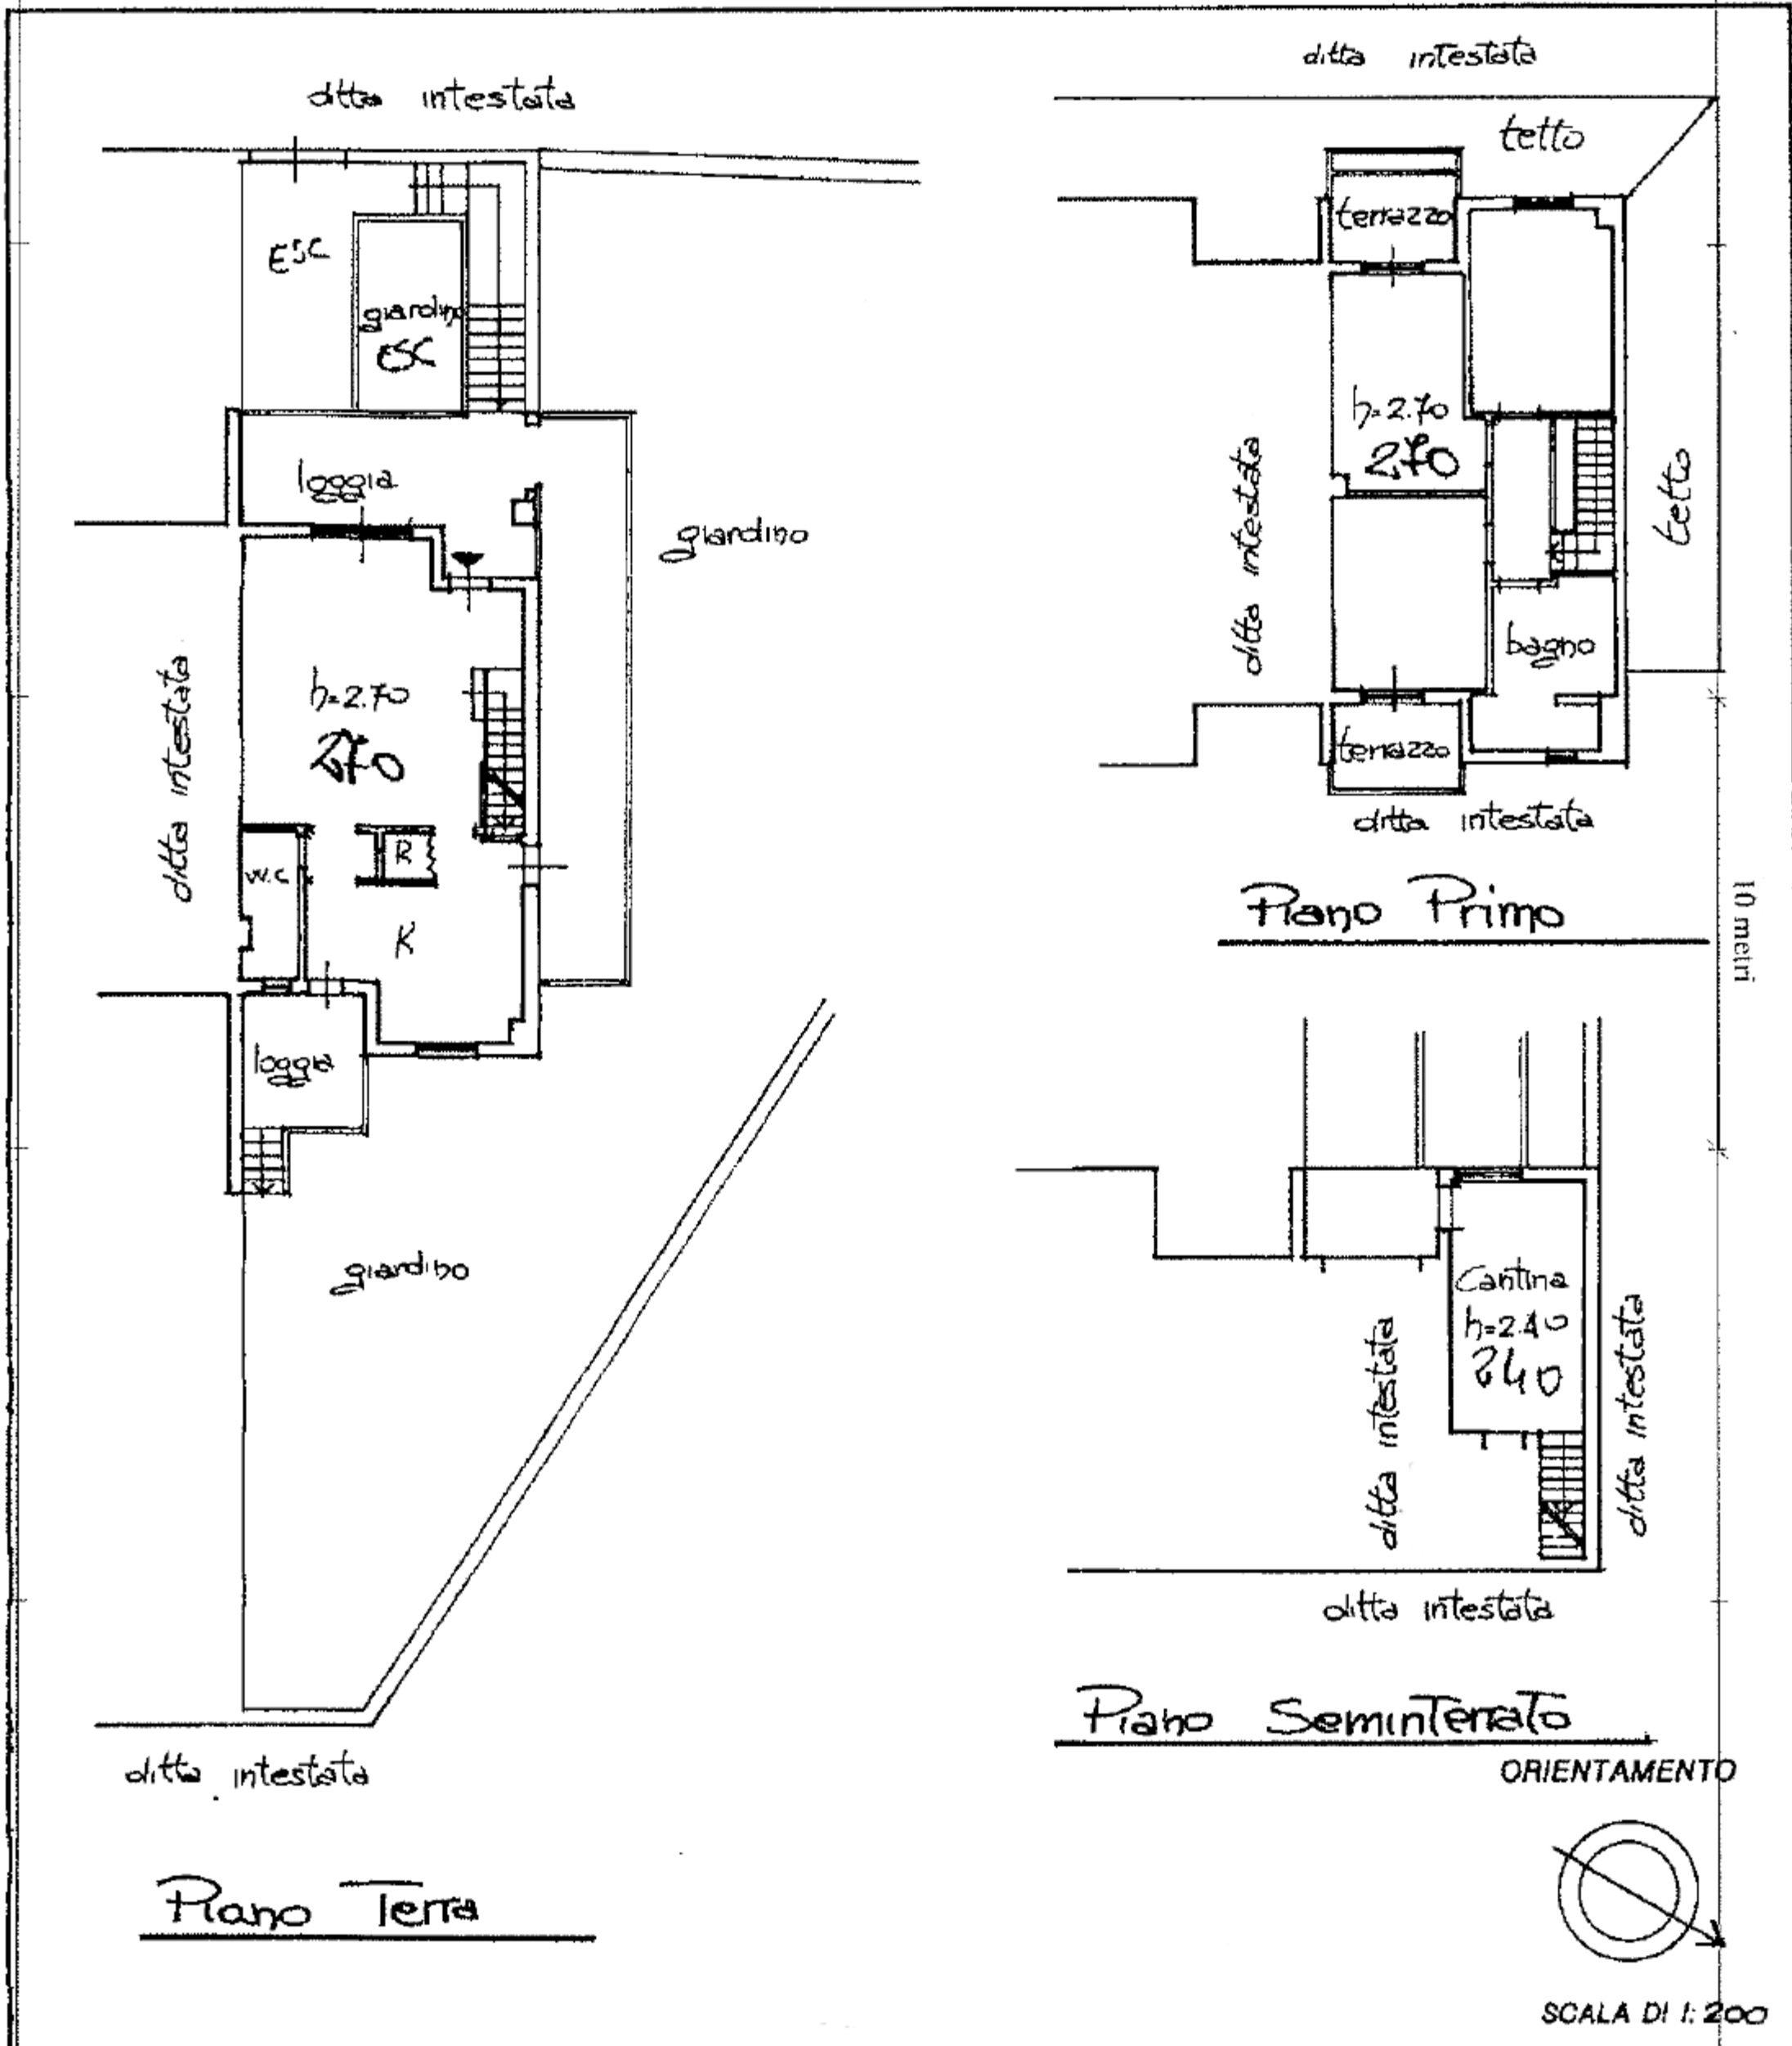 ditta intestata
ESC
giardino
ESC
loggia
giardino
h=2.70
270
ditta intestata
W.C
R
K
loggia
giardino
ditta intestata
Piano Terra
ditta intestata
tetto
terrazzo
h=2.70
270
ditta intestata
tetto
bagno
terrazzo
ditta intestata
Piano Primo
10 metri
Cantina
h=2.40
240
ditta intestata
ditta intestata
ditta intestata
Piano Seminterrato
ORIENTAMENTO
SCALA DI 1:200